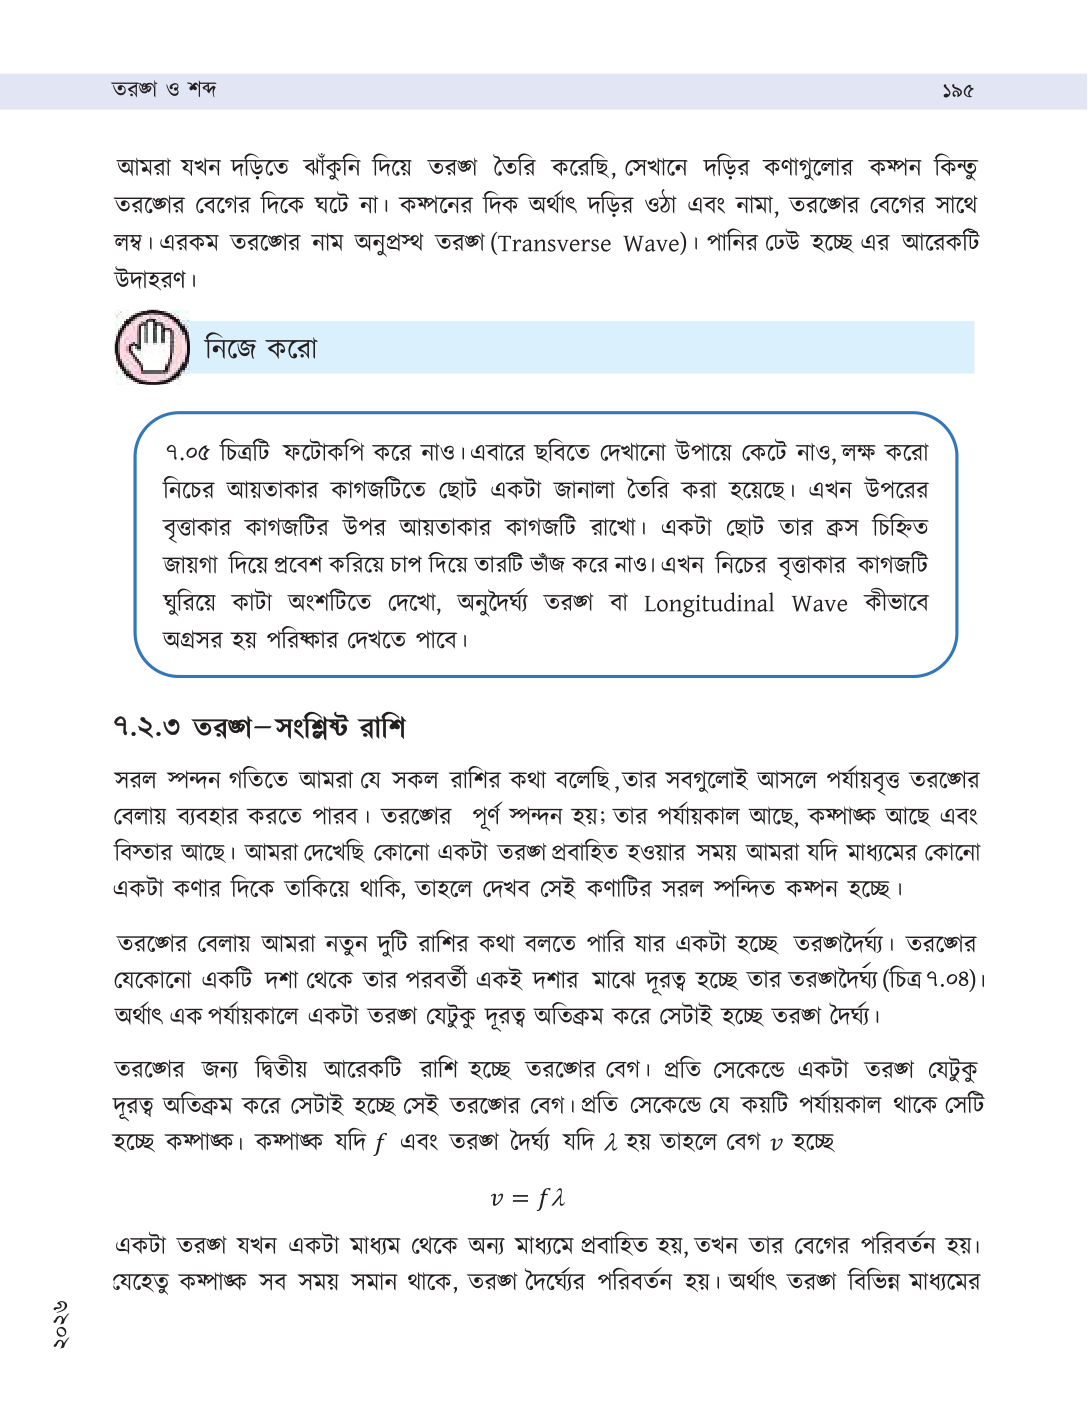 তরঙ্গ ও শব্দ ১৯৫
আমরা যখন দড়িতে ঝাঁকুনি দিয়ে তরঙ্গ তৈরি করেছি, সেখানে দড়ির কণাগুলোর কম্পন কিন্তু
তরঙ্গের বেগের দিকে ঘটে না। কম্পনের দিক অর্থাৎ দড়ির ওঠা এবং নামা, তরঙ্গের বেগের সাথে
লম্ব। এরকম তরঙ্গের নাম অনুপ্রস্থ তরঙ্গ (Transverse Wave)। পানির ঢেউ হচ্ছে এর আরেকটি
উদাহরণ।
নিজে করো
৭.০৫ চিত্রটি ফটোকপি করে নাও। এবারে ছবিতে দেখানো উপায়ে কেটে নাও, লক্ষ করো
নিচের আয়তাকার কাগজটিতে ছোট একটা জানালা তৈরি করা হয়েছে। এখন উপরের
বৃত্তাকার কাগজটির উপর আয়তাকার কাগজটি রাখো। একটা ছোট তার ক্রস চিহ্নিত
জায়গা দিয়ে প্রবেশ করিয়ে চাপ দিয়ে তারটি ভাঁজ করে নাও। এখন নিচের বৃত্তাকার কাগজটি
ঘুরিয়ে কাটা অংশটিতে দেখো, অনুদৈর্ঘ্য তরঙ্গ বা Longitudinal Wave কীভাবে
অগ্রসর হয় পরিষ্কার দেখতে পাবে।
৭.২.৩ তরঙ্গ–সংশ্লিষ্ট রাশি
সরল স্পন্দন গতিতে আমরা যে সকল রাশির কথা বলেছি, তার সবগুলোই আসলে পর্যায়বৃত্ত তরঙ্গের
বেলায় ব্যবহার করতে পারব। তরঙ্গের পূর্ণ স্পন্দন হয়; তার পর্যায়কাল আছে, কম্পাঙ্ক আছে এবং
বিস্তার আছে। আমরা দেখেছি কোনো একটা তরঙ্গ প্রবাহিত হওয়ার সময় আমরা যদি মাধ্যমের কোনো
একটা কণার দিকে তাকিয়ে থাকি, তাহলে দেখব সেই কণাটির সরল স্পন্দিত কম্পন হচ্ছে।
তরঙ্গের বেলায় আমরা নতুন দুটি রাশির কথা বলতে পারি যার একটা হচ্ছে তরঙ্গদৈর্ঘ্য। তরঙ্গের
যেকোনো একটি দশা থেকে তার পরবর্তী একই দশার মাঝে দূরত্ব হচ্ছে তার তরঙ্গদৈর্ঘ্য (চিত্র ৭.০৪)।
অর্থাৎ এক পর্যায়কালে একটা তরঙ্গ যেটুকু দূরত্ব অতিক্রম করে সেটাই হচ্ছে তরঙ্গ দৈর্ঘ্য।
তরঙ্গের জন্য দ্বিতীয় আরেকটি রাশি হচ্ছে তরঙ্গের বেগ। প্রতি সেকেন্ডে একটা তরঙ্গ যেটুকু
দূরত্ব অতিক্রম করে সেটাই হচ্ছে সেই তরঙ্গের বেগ। প্রতি সেকেন্ডে যে কয়টি পর্যায়কাল থাকে সেটি
হচ্ছে কম্পাঙ্ক। কম্পাঙ্ক যদি f এবং তরঙ্গ দৈর্ঘ্য যদি λ হয় তাহলে বেগ v হচ্ছে
v = fλ
একটা তরঙ্গ যখন একটা মাধ্যম থেকে অন্য মাধ্যমে প্রবাহিত হয়, তখন তার বেগের পরিবর্তন হয়।
যেহেতু কম্পাঙ্ক সব সময় সমান থাকে, তরঙ্গ দৈর্ঘ্যের পরিবর্তন হয়। অর্থাৎ তরঙ্গ বিভিন্ন মাধ্যমের
২০২৬